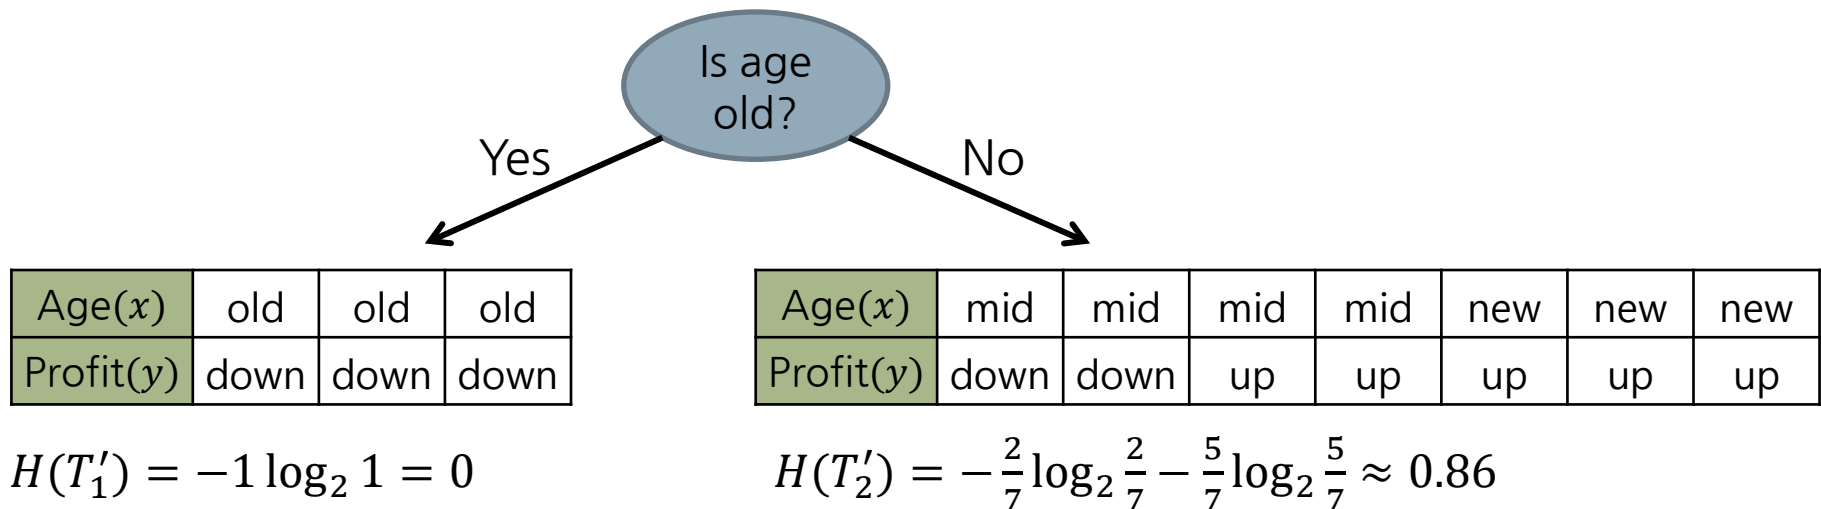 Is age
old?
Yes
No
Age(x) old old old
Profit(y) down down down
Age(x) mid mid mid mid new new new
Profit(y) down down up up up up up
H(T₁′) = −1 log₂ 1 = 0
H(T₂′) = −2/7 log₂ 2/7 − 5/7 log₂ 5/7 ≈ 0.86